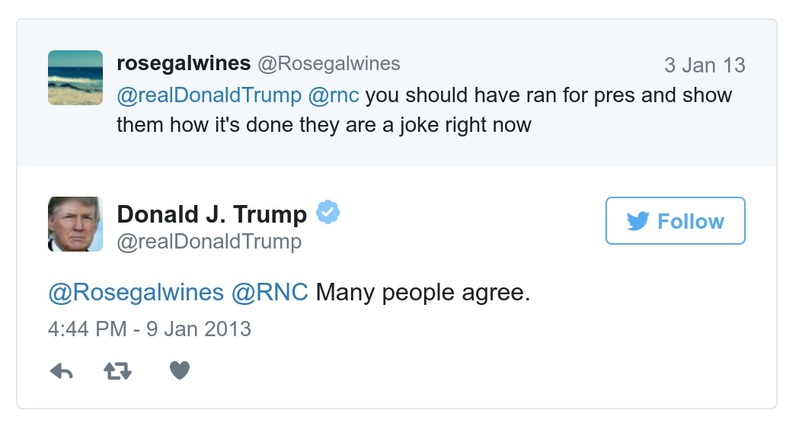 rosegalwines @Rosegalwines 3 Jan 13
@realDonaldTrump @rnc you should have ran for pres and show
them how it's done they are a joke right now
Donald J. Trump
@realDonaldTrump
Follow
@Rosegalwines @RNC Many people agree.
4:44 PM - 9 Jan 2013